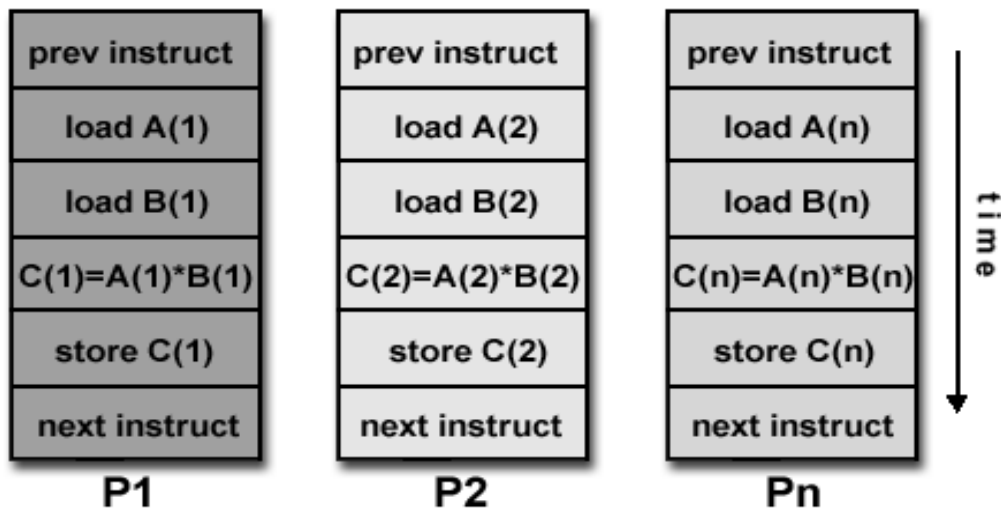 prev instruct
load A(1)
load B(1)
C(1)=A(1)*B(1)
store C(1)
next instruct
P1
prev instruct
load A(2)
load B(2)
C(2)=A(2)*B(2)
store C(2)
next instruct
P2
prev instruct
load A(n)
load B(n)
C(n)=A(n)*B(n)
store C(n)
next instruct
Pn
time